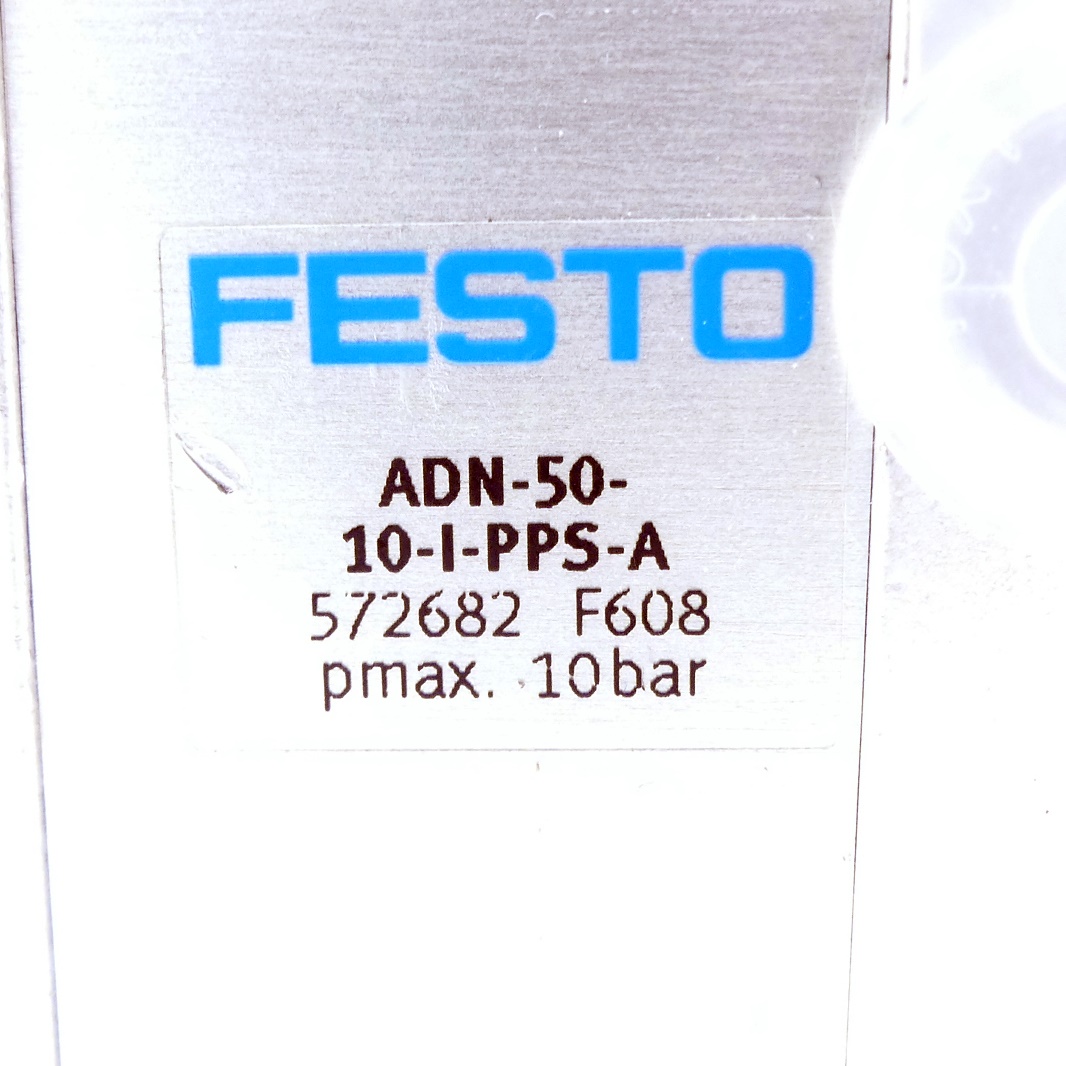 FESTO
ADN-50-
10-I-PPS-A
572682 F608
pmax. 10bar